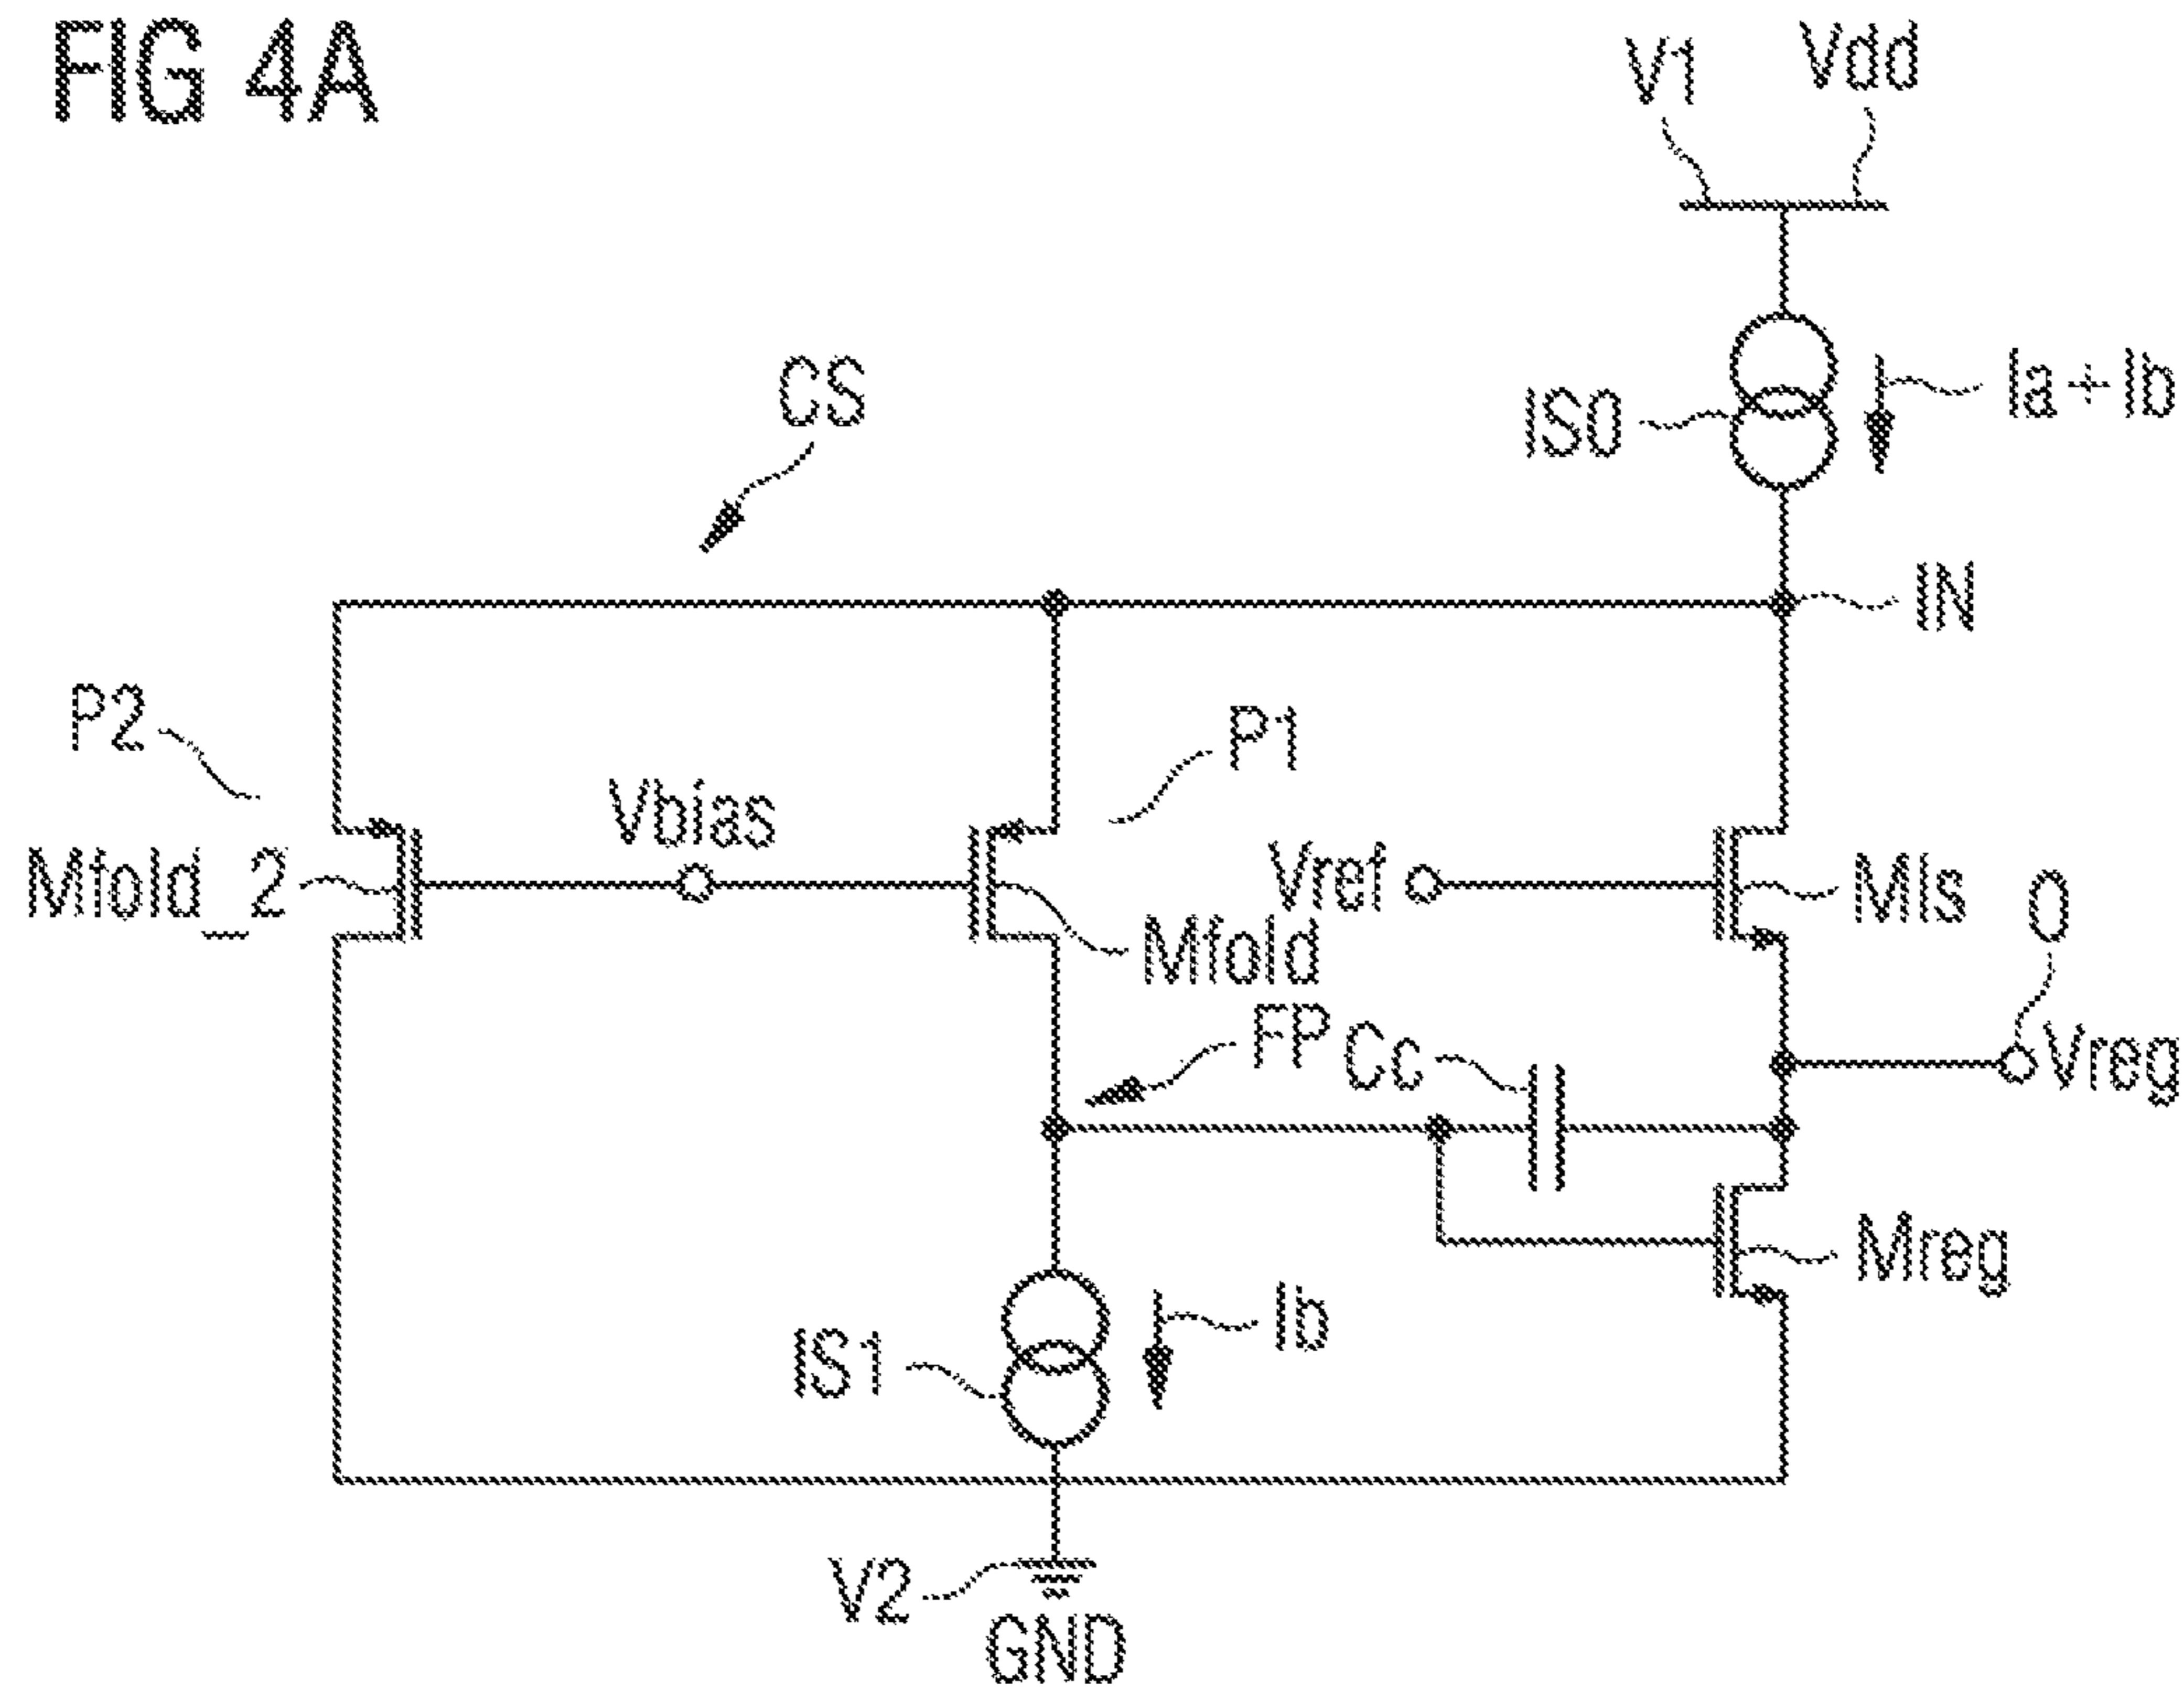 FIG 4A
V1
Vdd
CS
IS0
Ia+Ib
IN
P2
P1
Vbias
Vref
Mfold_2
Mls
O
Mfold
FP
Cc
Vreg
Mreg
IS1
Ib
V2
GND